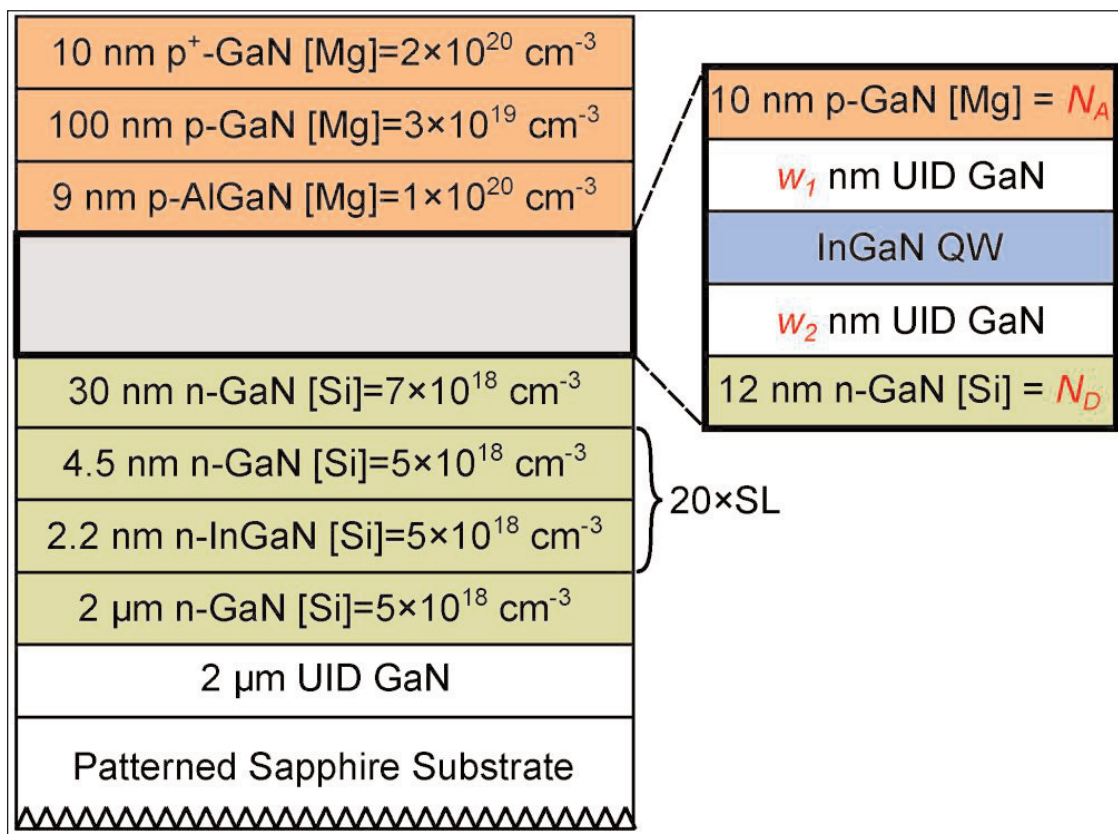 10 nm p⁺-GaN [Mg]=2×10²⁰ cm⁻³
100 nm p-GaN [Mg]=3×10¹⁹ cm⁻³
9 nm p-AlGaN [Mg]=1×10²⁰ cm⁻³
30 nm n-GaN [Si]=7×10¹⁸ cm⁻³
4.5 nm n-GaN [Si]=5×10¹⁸ cm⁻³
2.2 nm n-InGaN [Si]=5×10¹⁸ cm⁻³
20×SL
2 µm n-GaN [Si]=5×10¹⁸ cm⁻³
2 µm UID GaN
Patterned Sapphire Substrate
10 nm p-GaN [Mg] = N_A
w₁ nm UID GaN
InGaN QW
w₂ nm UID GaN
12 nm n-GaN [Si] = N_D